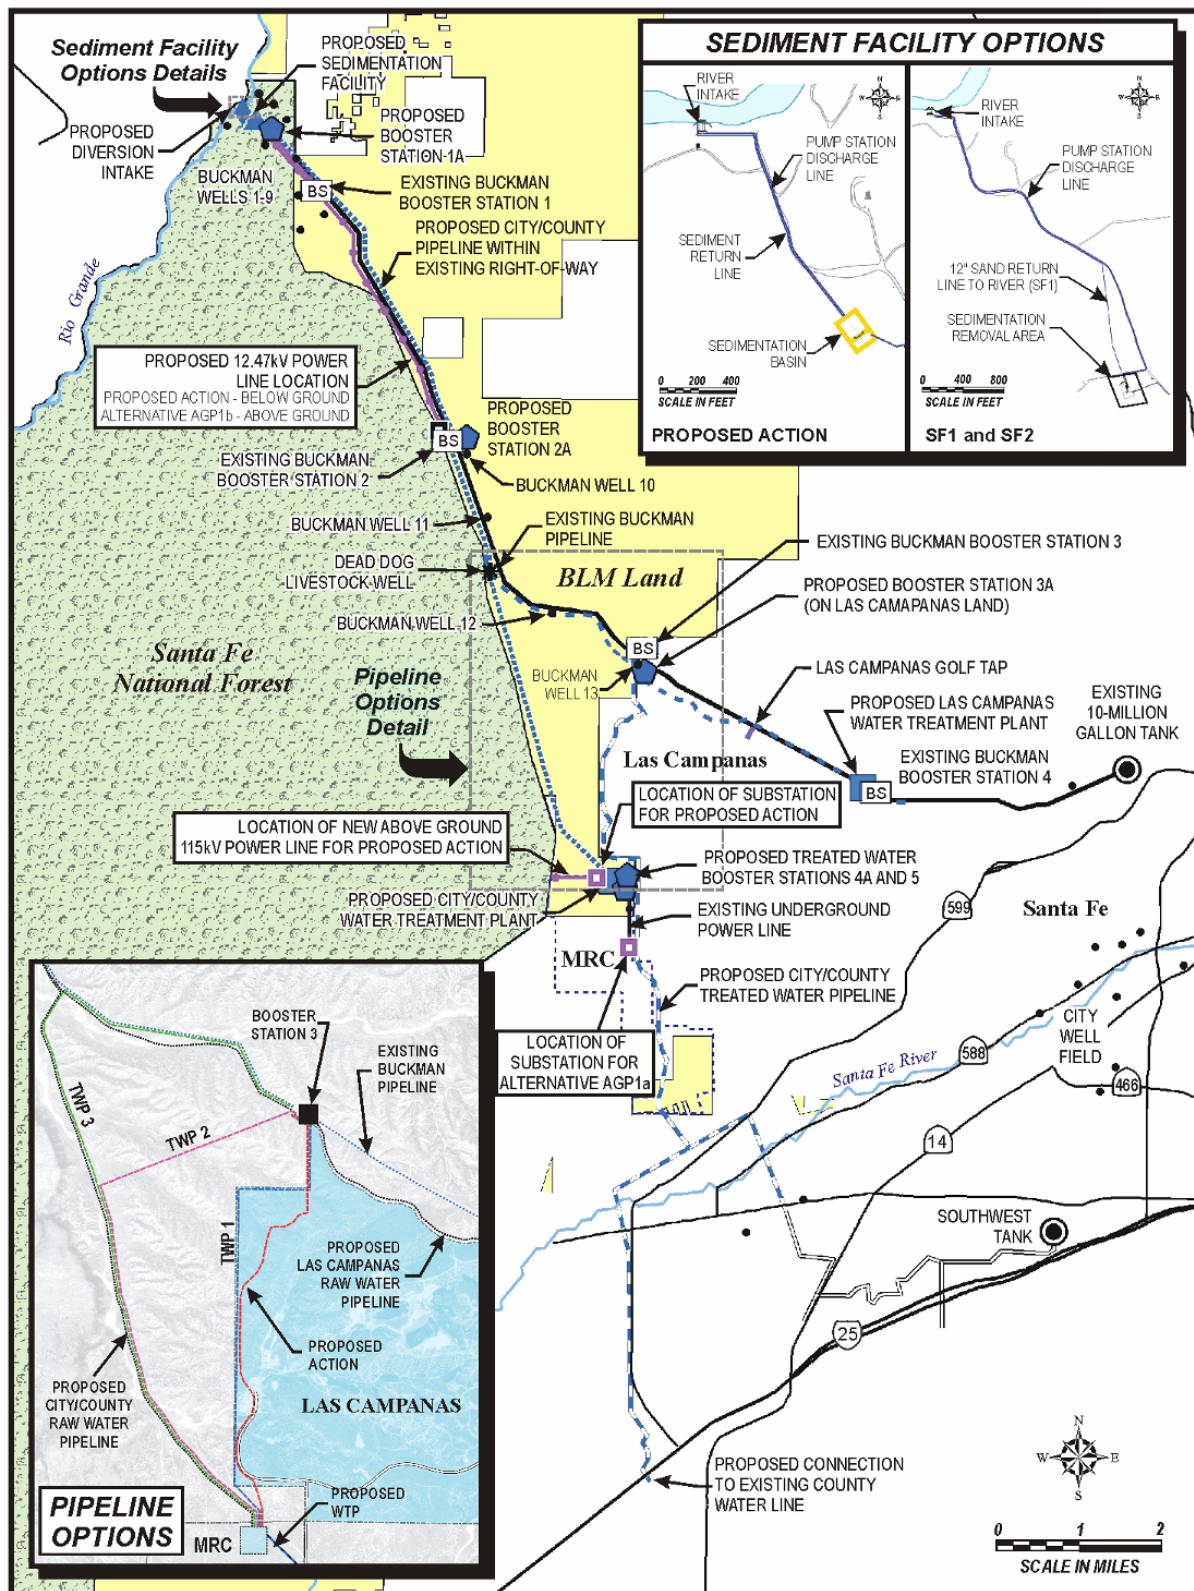 Sediment Facility
Options Details
PROPOSED
SEDIMENTATION
FACILITY
PROPOSED
DIVERSION
INTAKE
PROPOSED
BOOSTER
STATION 1A
BUCKMAN
WELLS 1-9
BS
EXISTING BUCKMAN
BOOSTER STATION 1
PROPOSED CITY/COUNTY
PIPELINE WITHIN
EXISTING RIGHT-OF-WAY
Rio Grande
PROPOSED 12.47kV POWER
LINE LOCATION
PROPOSED ACTION - BELOW GROUND
ALTERNATIVE AGP1b - ABOVE GROUND
BS
PROPOSED
BOOSTER
STATION 2A
EXISTING BUCKMAN
BOOSTER STATION 2
BUCKMAN WELL 10
BUCKMAN WELL 11
EXISTING BUCKMAN
PIPELINE
DEAD DOG
LIVESTOCK WELL
BLM Land
BUCKMAN WELL 12
EXISTING BUCKMAN BOOSTER STATION 3
PROPOSED BOOSTER STATION 3A
(ON LAS CAMAPANAS LAND)
BS
Santa Fe
National Forest
Pipeline
Options
Detail
BUCKMAN
WELL 13
LAS CAMPANAS GOLF TAP
PROPOSED LAS CAMPANAS
WATER TREATMENT PLANT
EXISTING
10-MILLION
GALLON TANK
Las Campanas
EXISTING BUCKMAN
BOOSTER STATION 4
BS
LOCATION OF SUBSTATION
FOR PROPOSED ACTION
LOCATION OF NEW ABOVE GROUND
115kV POWER LINE FOR PROPOSED ACTION
PROPOSED TREATED WATER
BOOSTER STATIONS 4A AND 5
PROPOSED CITY/COUNTY
WATER TREATMENT PLANT
EXISTING UNDERGROUND
POWER LINE
599
Santa Fe
MRC
PROPOSED CITY/COUNTY
TREATED WATER PIPELINE
LOCATION OF
SUBSTATION FOR
ALTERNATIVE AGP1a
CITY
WELL
FIELD
588
Santa Fe River
466
14
SOUTHWEST
TANK
25
PROPOSED CONNECTION
TO EXISTING COUNTY
WATER LINE
N
W
E
S
0 1 2
SCALE IN MILES
SEDIMENT FACILITY OPTIONS
RIVER
INTAKE
N
W
E
S
PUMP STATION
DISCHARGE
LINE
SEDIMENT
RETURN
LINE
SEDIMENTATION
BASIN
0 200 400
SCALE IN FEET
PROPOSED ACTION
RIVER
INTAKE
N
W
E
S
PUMP STATION
DISCHARGE
LINE
12" SAND RETURN
LINE TO RIVER (SF1)
SEDIMENTATION
REMOVAL AREA
0 400 800
SCALE IN FEET
SF1 and SF2
BOOSTER
STATION 3
EXISTING
BUCKMAN
PIPELINE
TWP 3
TWP 2
TWP 1
PROPOSED
LAS CAMPANAS
RAW WATER
PIPELINE
PROPOSED
ACTION
PROPOSED
CITY/COUNTY
RAW WATER
PIPELINE
LAS CAMPANAS
PROPOSED
WTP
PIPELINE
OPTIONS
MRC